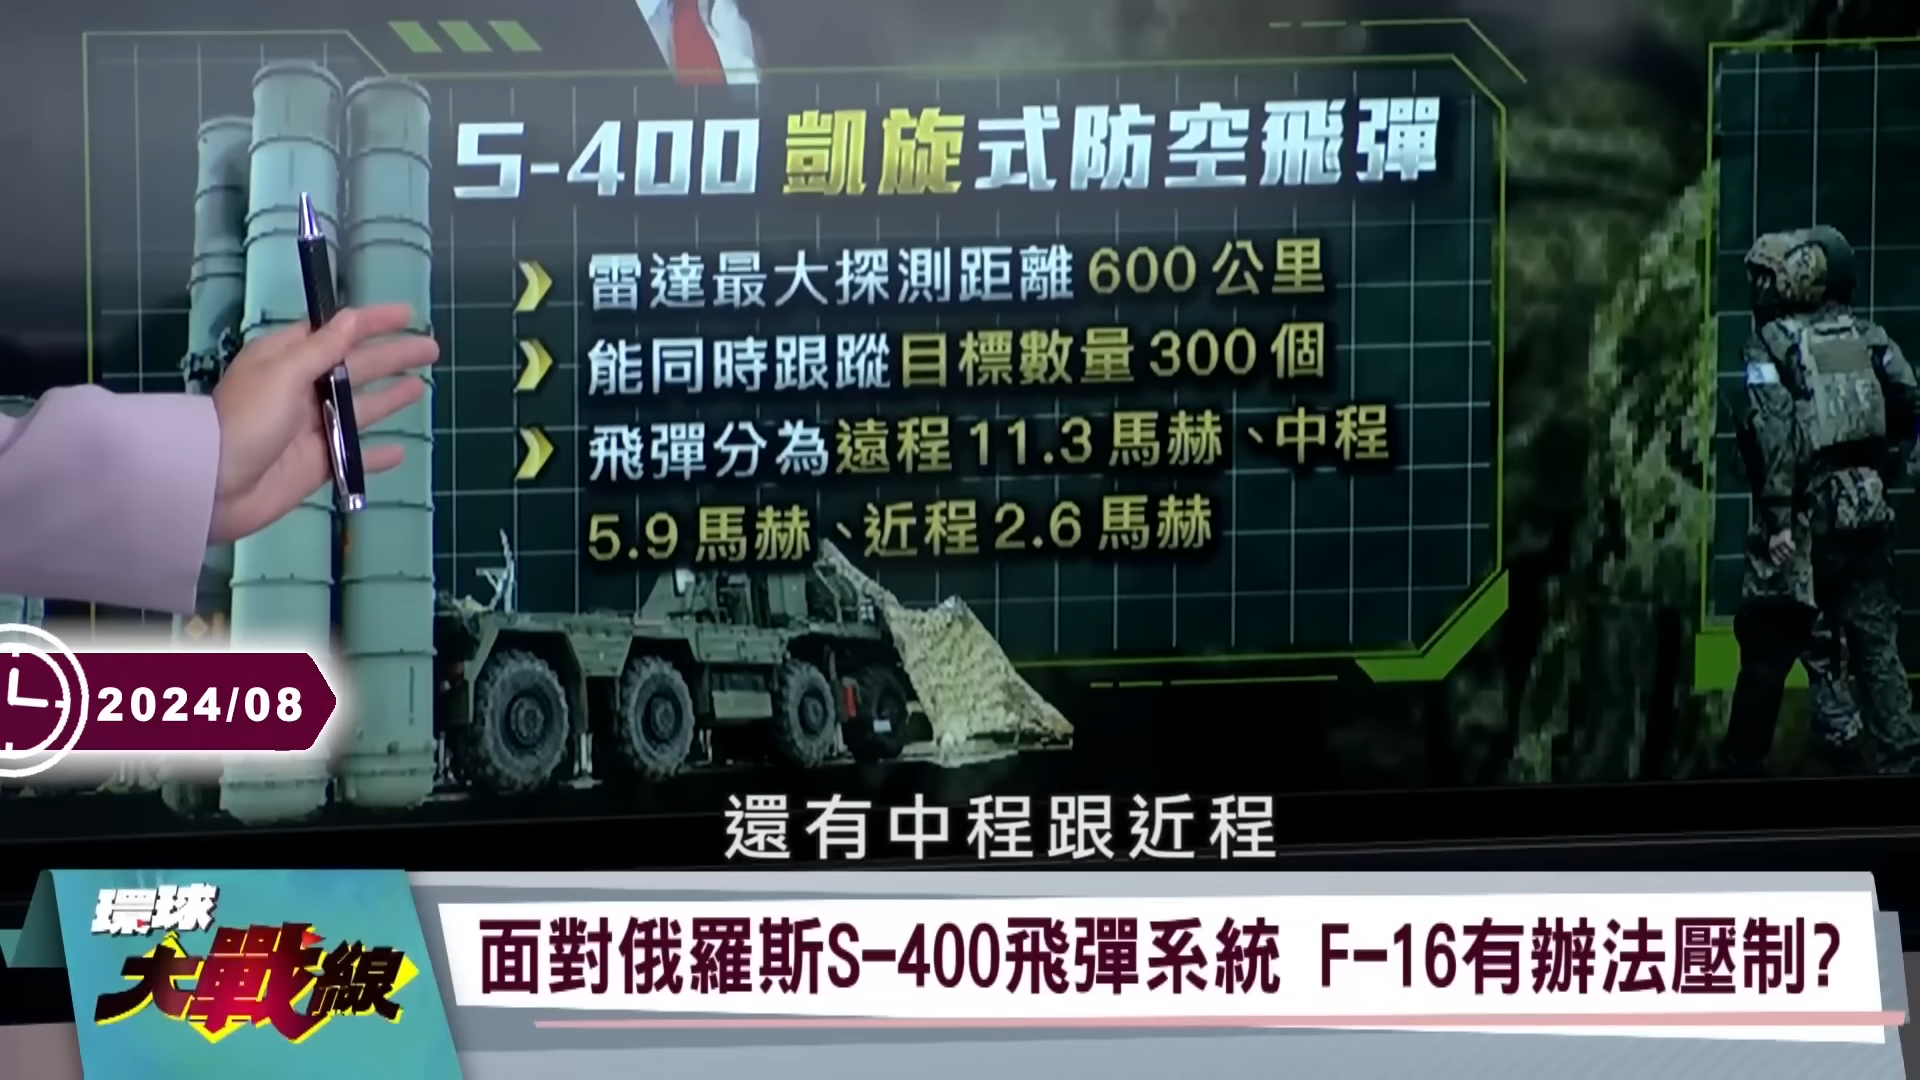 S-400 凱旋式防空飛彈
雷達最大探測距離 600 公里
能同時跟蹤目標數量 300 個
飛彈分為遠程 11.3 馬赫、中程
5.9 馬赫、近程 2.6 馬赫
2024/08
還有中程跟近程
環球
大戰線
面對俄羅斯S-400飛彈系統 F-16有辦法壓制?